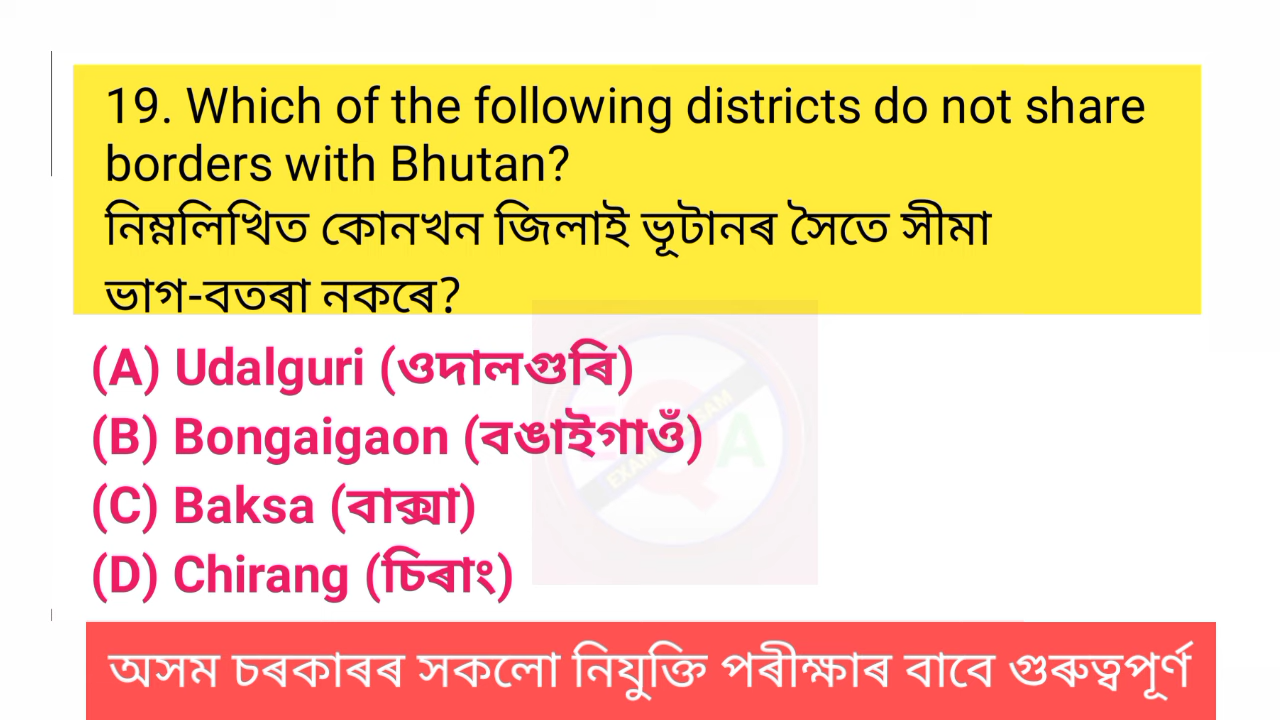 19. Which of the following districts do not share
borders with Bhutan?
নিম্নলিখিত কোনখন জিলাই ভূটানৰ সৈতে সীমা
ভাগ-বতৰা নকৰে?
(A) Udalguri (ওদালগুৰি)
(B) Bongaigaon (বঙাইগাওঁ)
(C) Baksa (বাক্সা)
(D) Chirang (চিৰাং)
অসম চৰকাৰৰ সকলো নিযুক্তি পৰীক্ষাৰ বাবে গুৰুত্বপূৰ্ণ